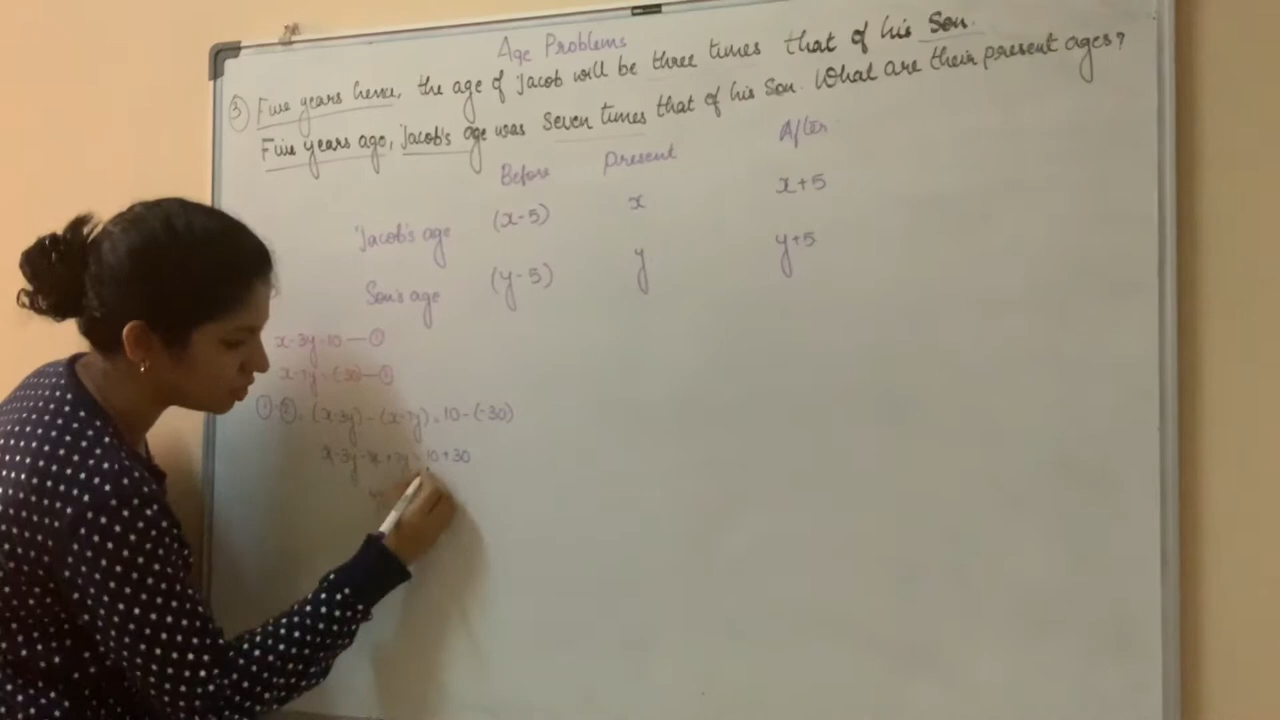 Age Problems
③ Five years hence, the age of Jacob will be three times that of his Son.
Five years ago, Jacob's age was Seven times that of his Son. What are their present ages?
Before Present After
Jacob's age (x-5) x x+5
Son's age (y-5) y y+5
x-3y=10 — ①
x-7y=(-30) — ②
①-②= (x-3y)-(x-7y)=10-(-30)
x-3y-x+7y=10+30